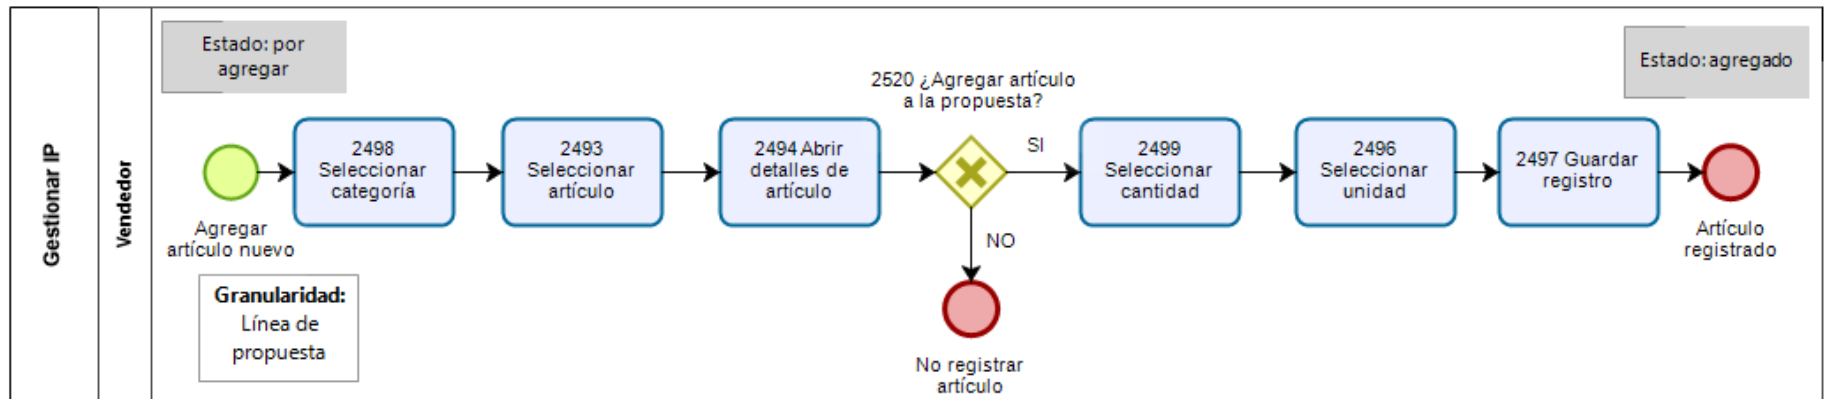 Gestionar IP
Vendedor
Estado: por
agregar
Estado: agregado
Agregar
artículo nuevo
2498
Seleccionar
categoría
2493
Seleccionar
artículo
2494 Abrir
detalles de
artículo
2520 ¿Agregar artículo
a la propuesta?
SI
NO
No registrar
artículo
2499
Seleccionar
cantidad
2496
Seleccionar
unidad
2497 Guardar
registro
Artículo
registrado
Granularidad:
Línea de
propuesta